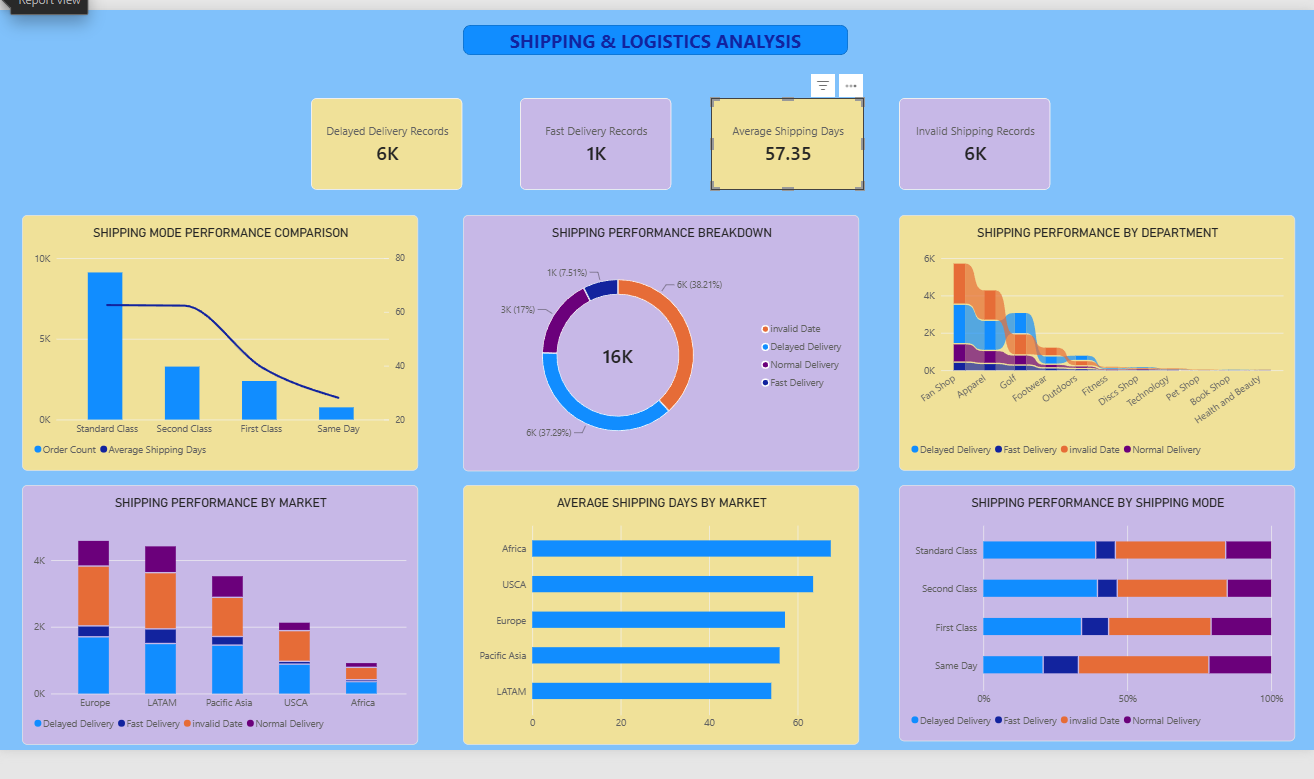 Report view
SHIPPING & LOGISTICS ANALYSIS
Delayed Delivery Records
6K
Fast Delivery Records
1K
Average Shipping Days
57.35
Invalid Shipping Records
6K
SHIPPING MODE PERFORMANCE COMPARISON
10K
5K
0K
80
60
40
20
Standard Class
Second Class
First Class
Same Day
Order Count
Average Shipping Days
SHIPPING PERFORMANCE BREAKDOWN
1K (7.51%)
6K (38.21%)
3K (17%)
16K
6K (37.29%)
invalid Date
Delayed Delivery
Normal Delivery
Fast Delivery
SHIPPING PERFORMANCE BY DEPARTMENT
6K
4K
2K
0K
Fan Shop
Apparel
Golf
Footwear
Outdoors
Fitness
Discs Shop
Technology
Pet Shop
Book Shop
Health and Beauty
Delayed Delivery
Fast Delivery
invalid Date
Normal Delivery
SHIPPING PERFORMANCE BY MARKET
4K
2K
0K
Europe
LATAM
Pacific Asia
USCA
Africa
Delayed Delivery
Fast Delivery
invalid Date
Normal Delivery
AVERAGE SHIPPING DAYS BY MARKET
Africa
USCA
Europe
Pacific Asia
LATAM
0
20
40
60
SHIPPING PERFORMANCE BY SHIPPING MODE
Standard Class
Second Class
First Class
Same Day
0%
50%
100%
Delayed Delivery
Fast Delivery
invalid Date
Normal Delivery